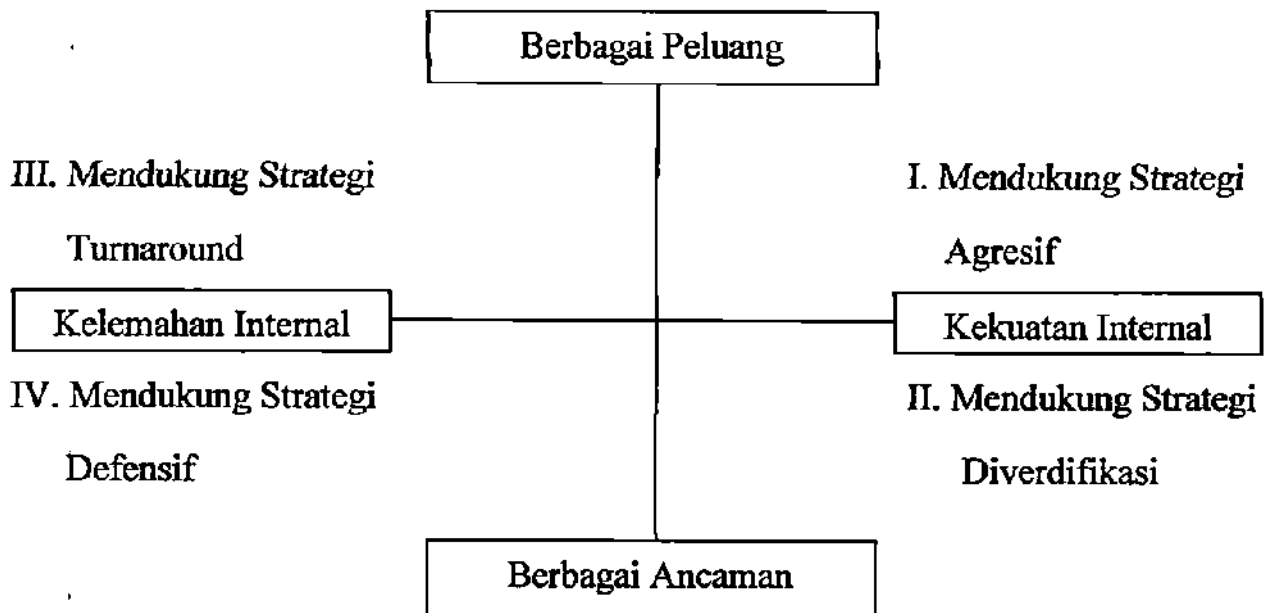 Berbagai Peluang
III. Mendukung Strategi
Turnaround
I. Mendukung Strategi
Agresif
Kelemahan Internal
Kekuatan Internal
IV. Mendukung Strategi
Defensif
II. Mendukung Strategi
Diverdifikasi
Berbagai Ancaman